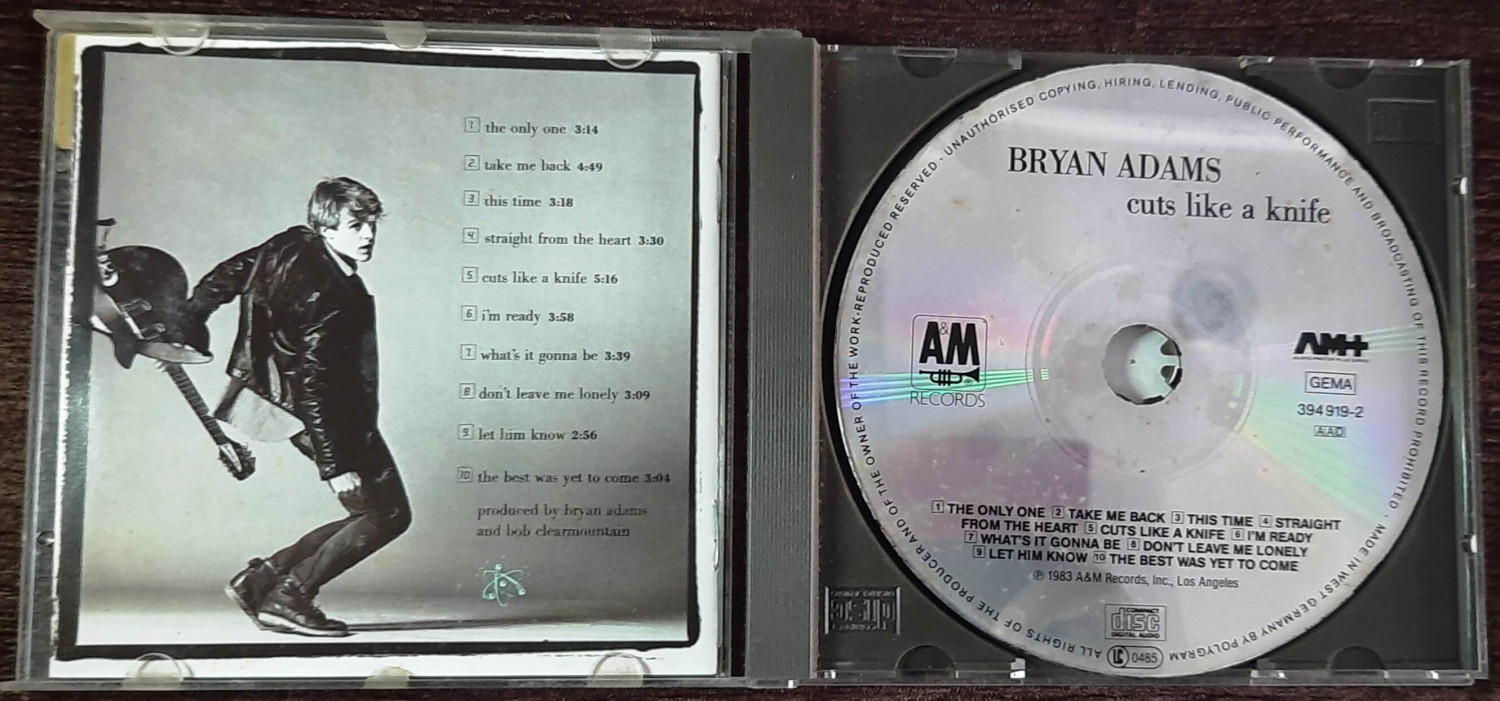 1 the only one 3:14
2 take me back 4:49
3 this time 3:18
4 straight from the heart 3:30
5 cuts like a knife 5:16
6 i'm ready 3:58
7 what's it gonna be 3:39
8 don't leave me lonely 3:09
9 let him know 2:56
10 the best was yet to come 3:04
produced by bryan adams
and bob clearmountain
BRYAN ADAMS
cuts like a knife
A&M
RECORDS
AM+
GEMA
394 919-2
AAD
1 THE ONLY ONE 2 TAKE ME BACK 3 THIS TIME 4 STRAIGHT
FROM THE HEART 5 CUTS LIKE A KNIFE 6 I'M READY
7 WHAT'S IT GONNA BE 8 DON'T LEAVE ME LONELY
9 LET HIM KNOW 10 THE BEST WAS YET TO COME
℗ 1983 A&M Records, Inc., Los Angeles
COMPACT
disc
DIGITAL AUDIO
LC 0485
ALL RIGHTS OF THE PRODUCER AND OF THE OWNER OF THE WORK·REPRODUCED RESERVED · UNAUTHORISED COPYING, HIRING, LENDING, PUBLIC PERFORMANCE AND BROADCASTING OF THIS RECORD PROHIBITED · MADE IN WEST GERMANY BY POLYGRAM
disc